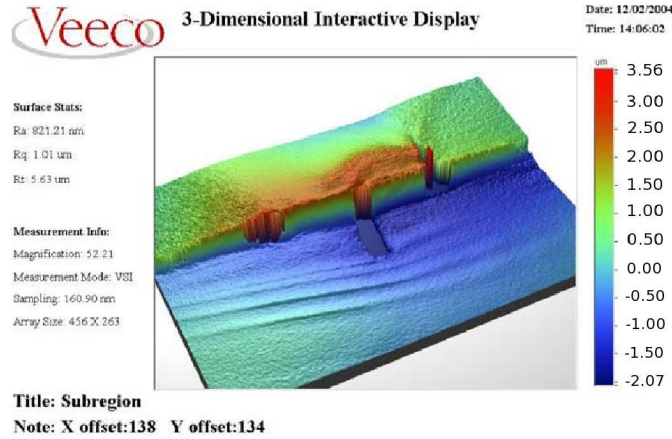 Veeco
3-Dimensional Interactive Display
Date: 12/02/2004
Time: 14:06:02
Surface Stats:
Ra: 821.21 nm
Rq: 1.01 um
Rt: 5.63 um
Measurement Info:
Magnification: 52.21
Measurement Mode: VSI
Sampling: 160.90 nm
Array Size: 456 X 263
um
3.56
3.00
2.50
2.00
1.50
1.00
0.50
0.00
-0.50
-1.00
-1.50
-2.07
Title: Subregion
Note: X offset:138 Y offset:134